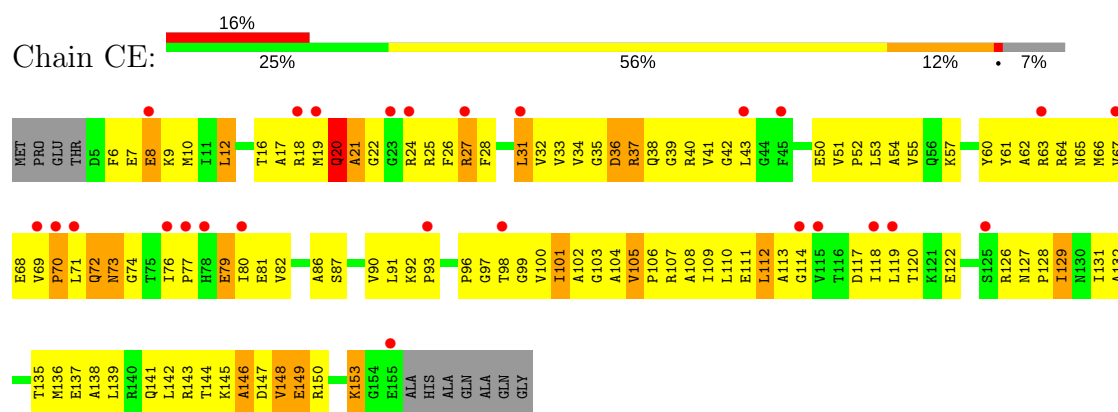 16%
Chain CE:
25% 56% 12% • 7%
MET PRO GLU THR D5 F6 E7 E8 K9 M10 I11 L12 T16 A17 R18 M19 Q20 A21 G22 G23 R24 R25 F26 R27 F28 L31 V32 V33 V34 G35 D36 R37 Q38 G39 R40 V41 G42 L43 G44 F45 E50 V51 P52 L53 A54 V55 Q56 K57 Y60 Y61 A62 R63 R64 N65 M66 V67
E68 V69 P70 L71 Q72 N73 G74 T75 I76 P77 H78 E79 I80 E81 V82 A86 S87 V90 L91 K92 P93 P96 G97 T98 G99 V100 I101 A102 G103 A104 V105 P106 R107 A108 I109 L110 E111 L112 A113 G114 V115 T116 D117 I118 L119 T120 K121 E122 S125 R126 N127 P128 I129 N130 I131 A132
T135 M136 E137 A138 L139 R140 Q141 L142 R143 T144 K145 A146 D147 V148 E149 R150 K153 G154 E155 ALA HIS ALA GLN ALA GLN GLY